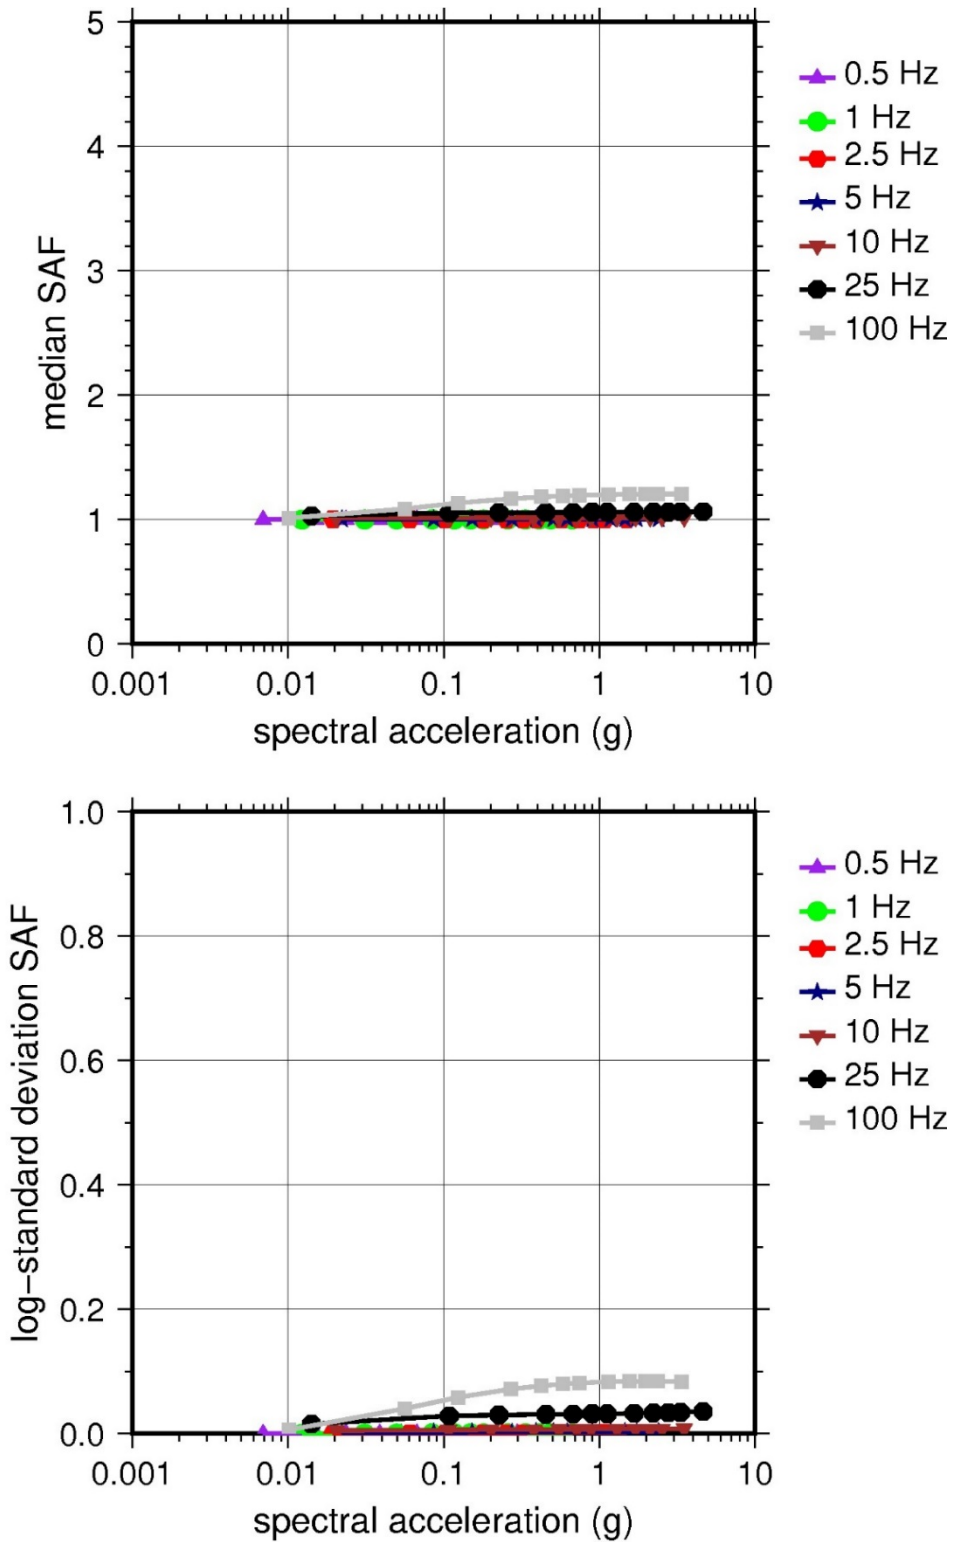 5
4
3
2
1
0
median SAF
0.001 0.01 0.1 1 10
spectral acceleration (g)
0.5 Hz
1 Hz
2.5 Hz
5 Hz
10 Hz
25 Hz
100 Hz
1.0
0.8
0.6
0.4
0.2
0.0
log−standard deviation SAF
0.001 0.01 0.1 1 10
spectral acceleration (g)
0.5 Hz
1 Hz
2.5 Hz
5 Hz
10 Hz
25 Hz
100 Hz